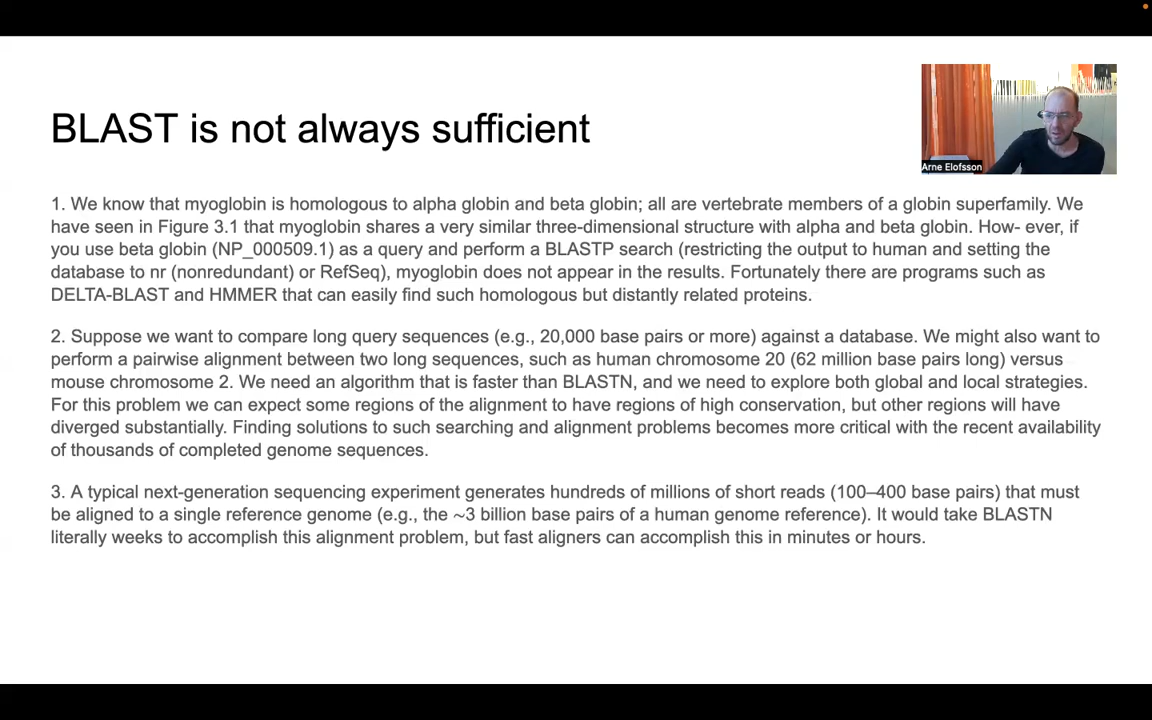 BLAST is not always sufficient
Arne Elofsson
1. We know that myoglobin is homologous to alpha globin and beta globin; all are vertebrate members of a globin superfamily. We
have seen in Figure 3.1 that myoglobin shares a very similar three-dimensional structure with alpha and beta globin. How- ever, if
you use beta globin (NP_000509.1) as a query and perform a BLASTP search (restricting the output to human and setting the
database to nr (nonredundant) or RefSeq), myoglobin does not appear in the results. Fortunately there are programs such as
DELTA-BLAST and HMMER that can easily find such homologous but distantly related proteins.
2. Suppose we want to compare long query sequences (e.g., 20,000 base pairs or more) against a database. We might also want to
perform a pairwise alignment between two long sequences, such as human chromosome 20 (62 million base pairs long) versus
mouse chromosome 2. We need an algorithm that is faster than BLASTN, and we need to explore both global and local strategies.
For this problem we can expect some regions of the alignment to have regions of high conservation, but other regions will have
diverged substantially. Finding solutions to such searching and alignment problems becomes more critical with the recent availability
of thousands of completed genome sequences.
3. A typical next-generation sequencing experiment generates hundreds of millions of short reads (100–400 base pairs) that must
be aligned to a single reference genome (e.g., the ~3 billion base pairs of a human genome reference). It would take BLASTN
literally weeks to accomplish this alignment problem, but fast aligners can accomplish this in minutes or hours.